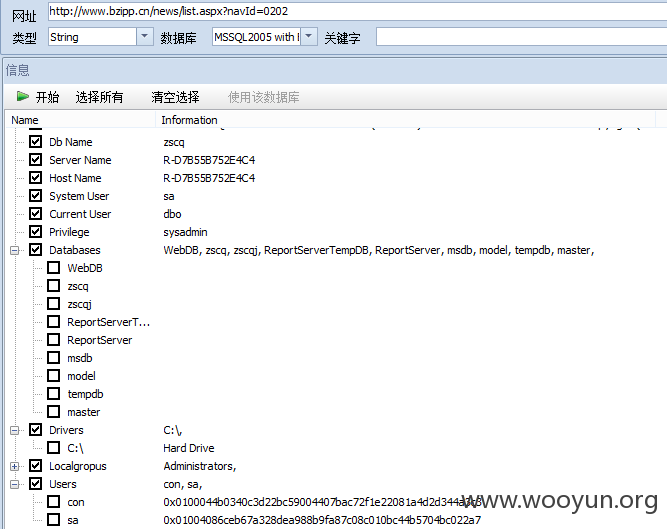 网址 http://www.bzipp.cn/news/list.aspx?navId=0202
类型 String 数据库 MSSQL2005 with 关键字
信息
开始 选择所有 清空选择 使用该数据库
Name Information
Db Name zscq
Server Name R-D7B55B752E4C4
Host Name R-D7B55B752E4C4
System User sa
Current User dbo
Privilege sysadmin
Databases WebDB, zscq, zscqj, ReportServerTempDB, ReportServer, msdb, model, tempdb, master,
WebDB
zscq
zscqj
ReportServerT...
ReportServer
msdb
model
tempdb
master
Drivers C:\,
C:\ Hard Drive
Localgropus Administrators,
Users con, sa,
con
sa 0x01004086ceb67a328dea988b9fa87c08c010bc44b5704bc022a7
www.wooyun.org